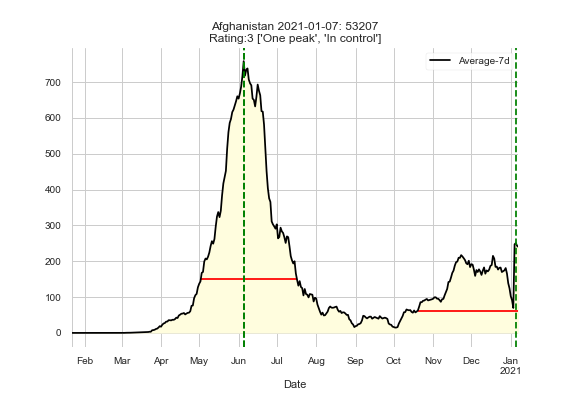 Afghanistan 2021-01-07: 53207
Rating:3 ['One peak', 'In control']
Average-7d
700
600
500
400
300
200
100
0
Feb Mar Apr May Jun Jul Aug Sep Oct Nov Dec Jan
2021
Date